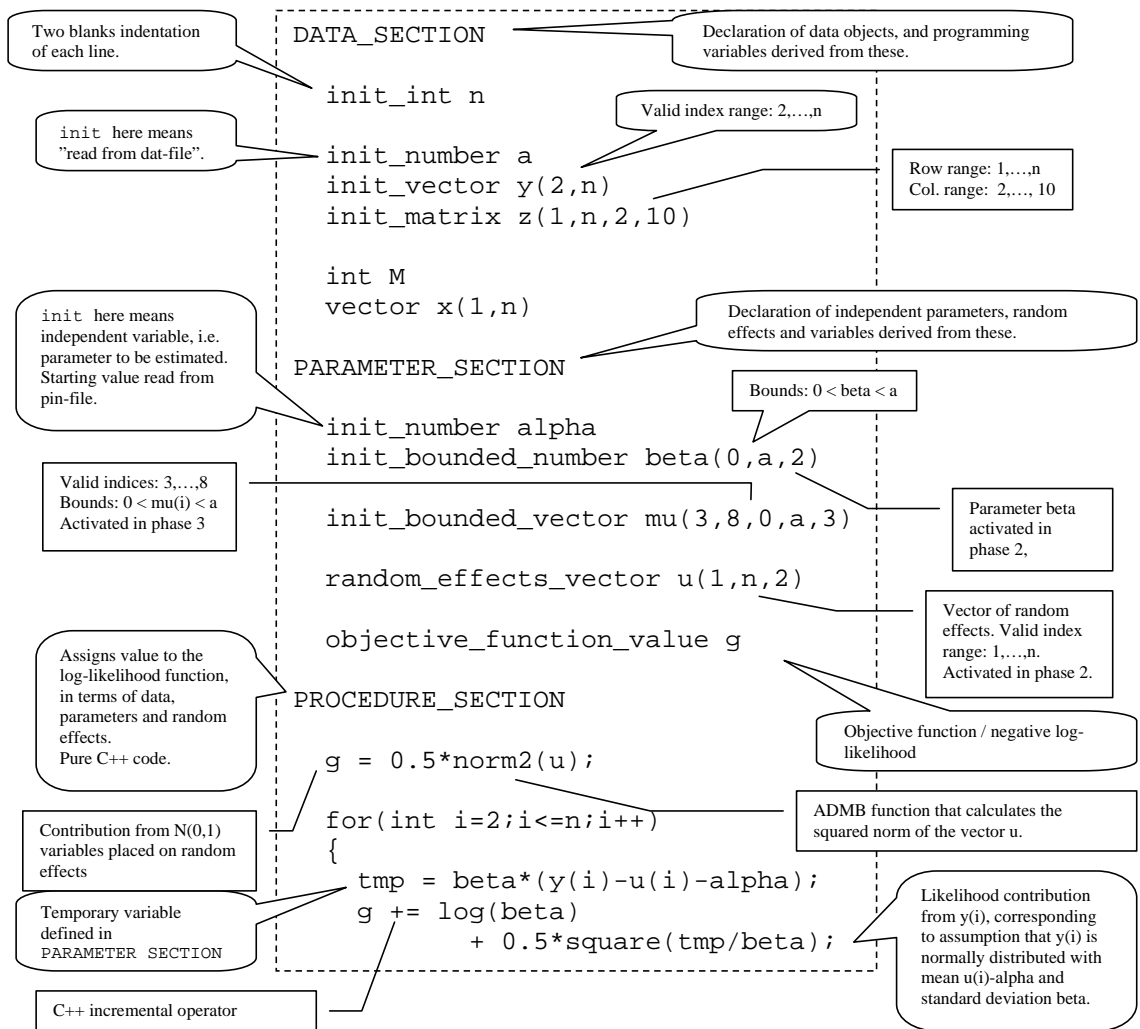 Two blanks indentation
of each line.
DATA_SECTION
Declaration of data objects, and programming
variables derived from these.
init_int n
Valid index range: 2,…,n
init here means
”read from dat-file”.
init_number a
init_vector y(2,n)
init_matrix z(1,n,2,10)
Row range: 1,…,n
Col. range: 2,…, 10
int M
vector x(1,n)
init here means
independent variable, i.e.
parameter to be estimated.
Starting value read from
pin-file.
Declaration of independent parameters, random
effects and variables derived from these.
PARAMETER_SECTION
Bounds: 0 < beta < a
init_number alpha
init_bounded_number beta(0,a,2)
Valid indices: 3,…,8
Bounds: 0 < mu(i) < a
Activated in phase 3
init_bounded_vector mu(3,8,0,a,3)
Parameter beta
activated in
phase 2,
random_effects_vector u(1,n,2)
Vector of random
effects. Valid index
range: 1,…,n.
Activated in phase 2.
objective_function_value g
Assigns value to the
log-likelihood function,
in terms of data,
parameters and random
effects.
Pure C++ code.
PROCEDURE_SECTION
Objective function / negative log-
likelihood
g = 0.5*norm2(u);
ADMB function that calculates the
squared norm of the vector u.
Contribution from N(0,1)
variables placed on random
effects
for(int i=2;i<=n;i++)
{
tmp = beta*(y(i)-u(i)-alpha);
g += log(beta)
+ 0.5*square(tmp/beta);
Temporary variable
defined in
PARAMETER SECTION
Likelihood contribution
from y(i), corresponding
to assumption that y(i) is
normally distributed with
mean u(i)-alpha and
standard deviation beta.
C++ incremental operator